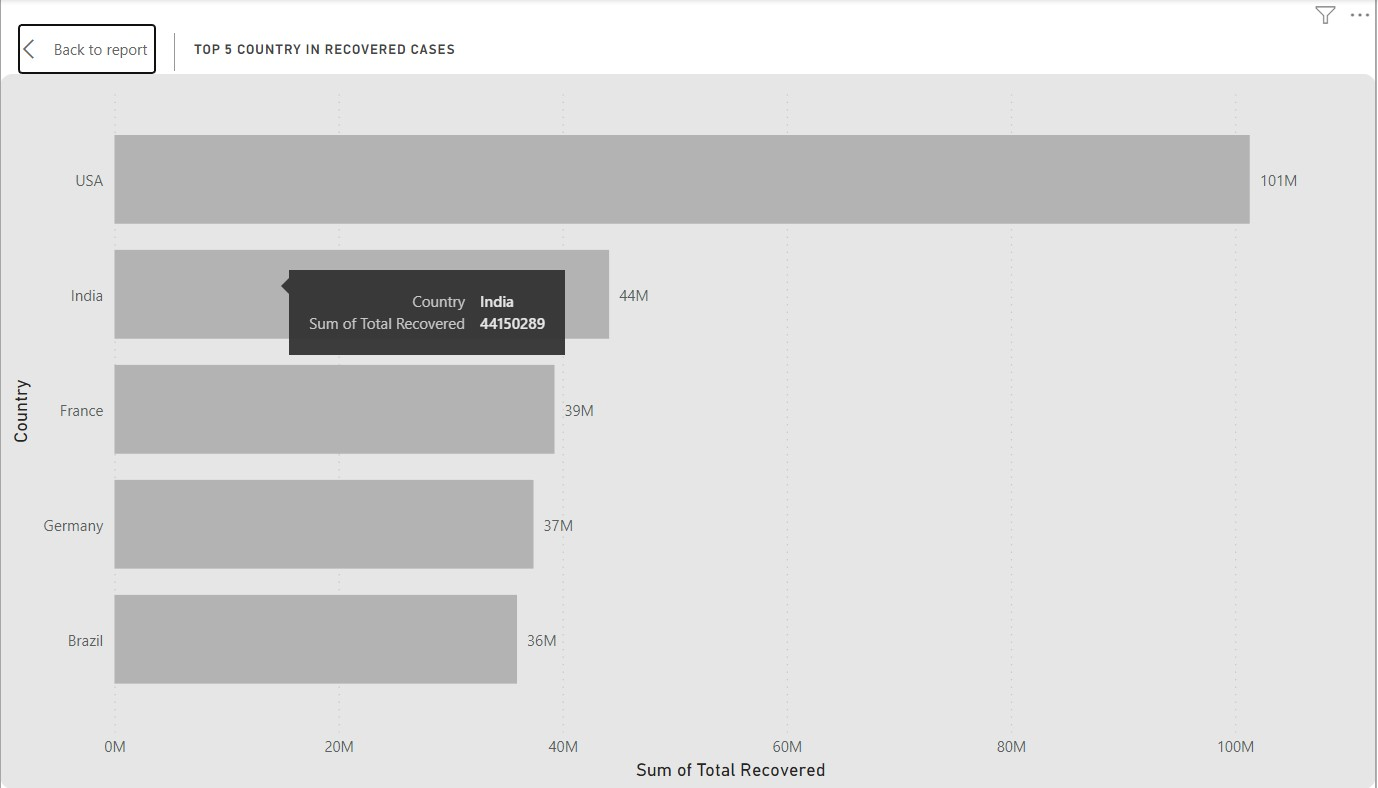 Back to report
TOP 5 COUNTRY IN RECOVERED CASES
USA
101M
India
44M
Country India
Sum of Total Recovered 44150289
France
39M
Germany
37M
Brazil
36M
Country
0M 20M 40M 60M 80M 100M
Sum of Total Recovered